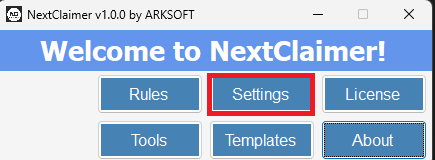 NextClaimer v1.0.0 by ARKSOFT
Welcome to NextClaimer!
Rules Settings License
Tools Templates About